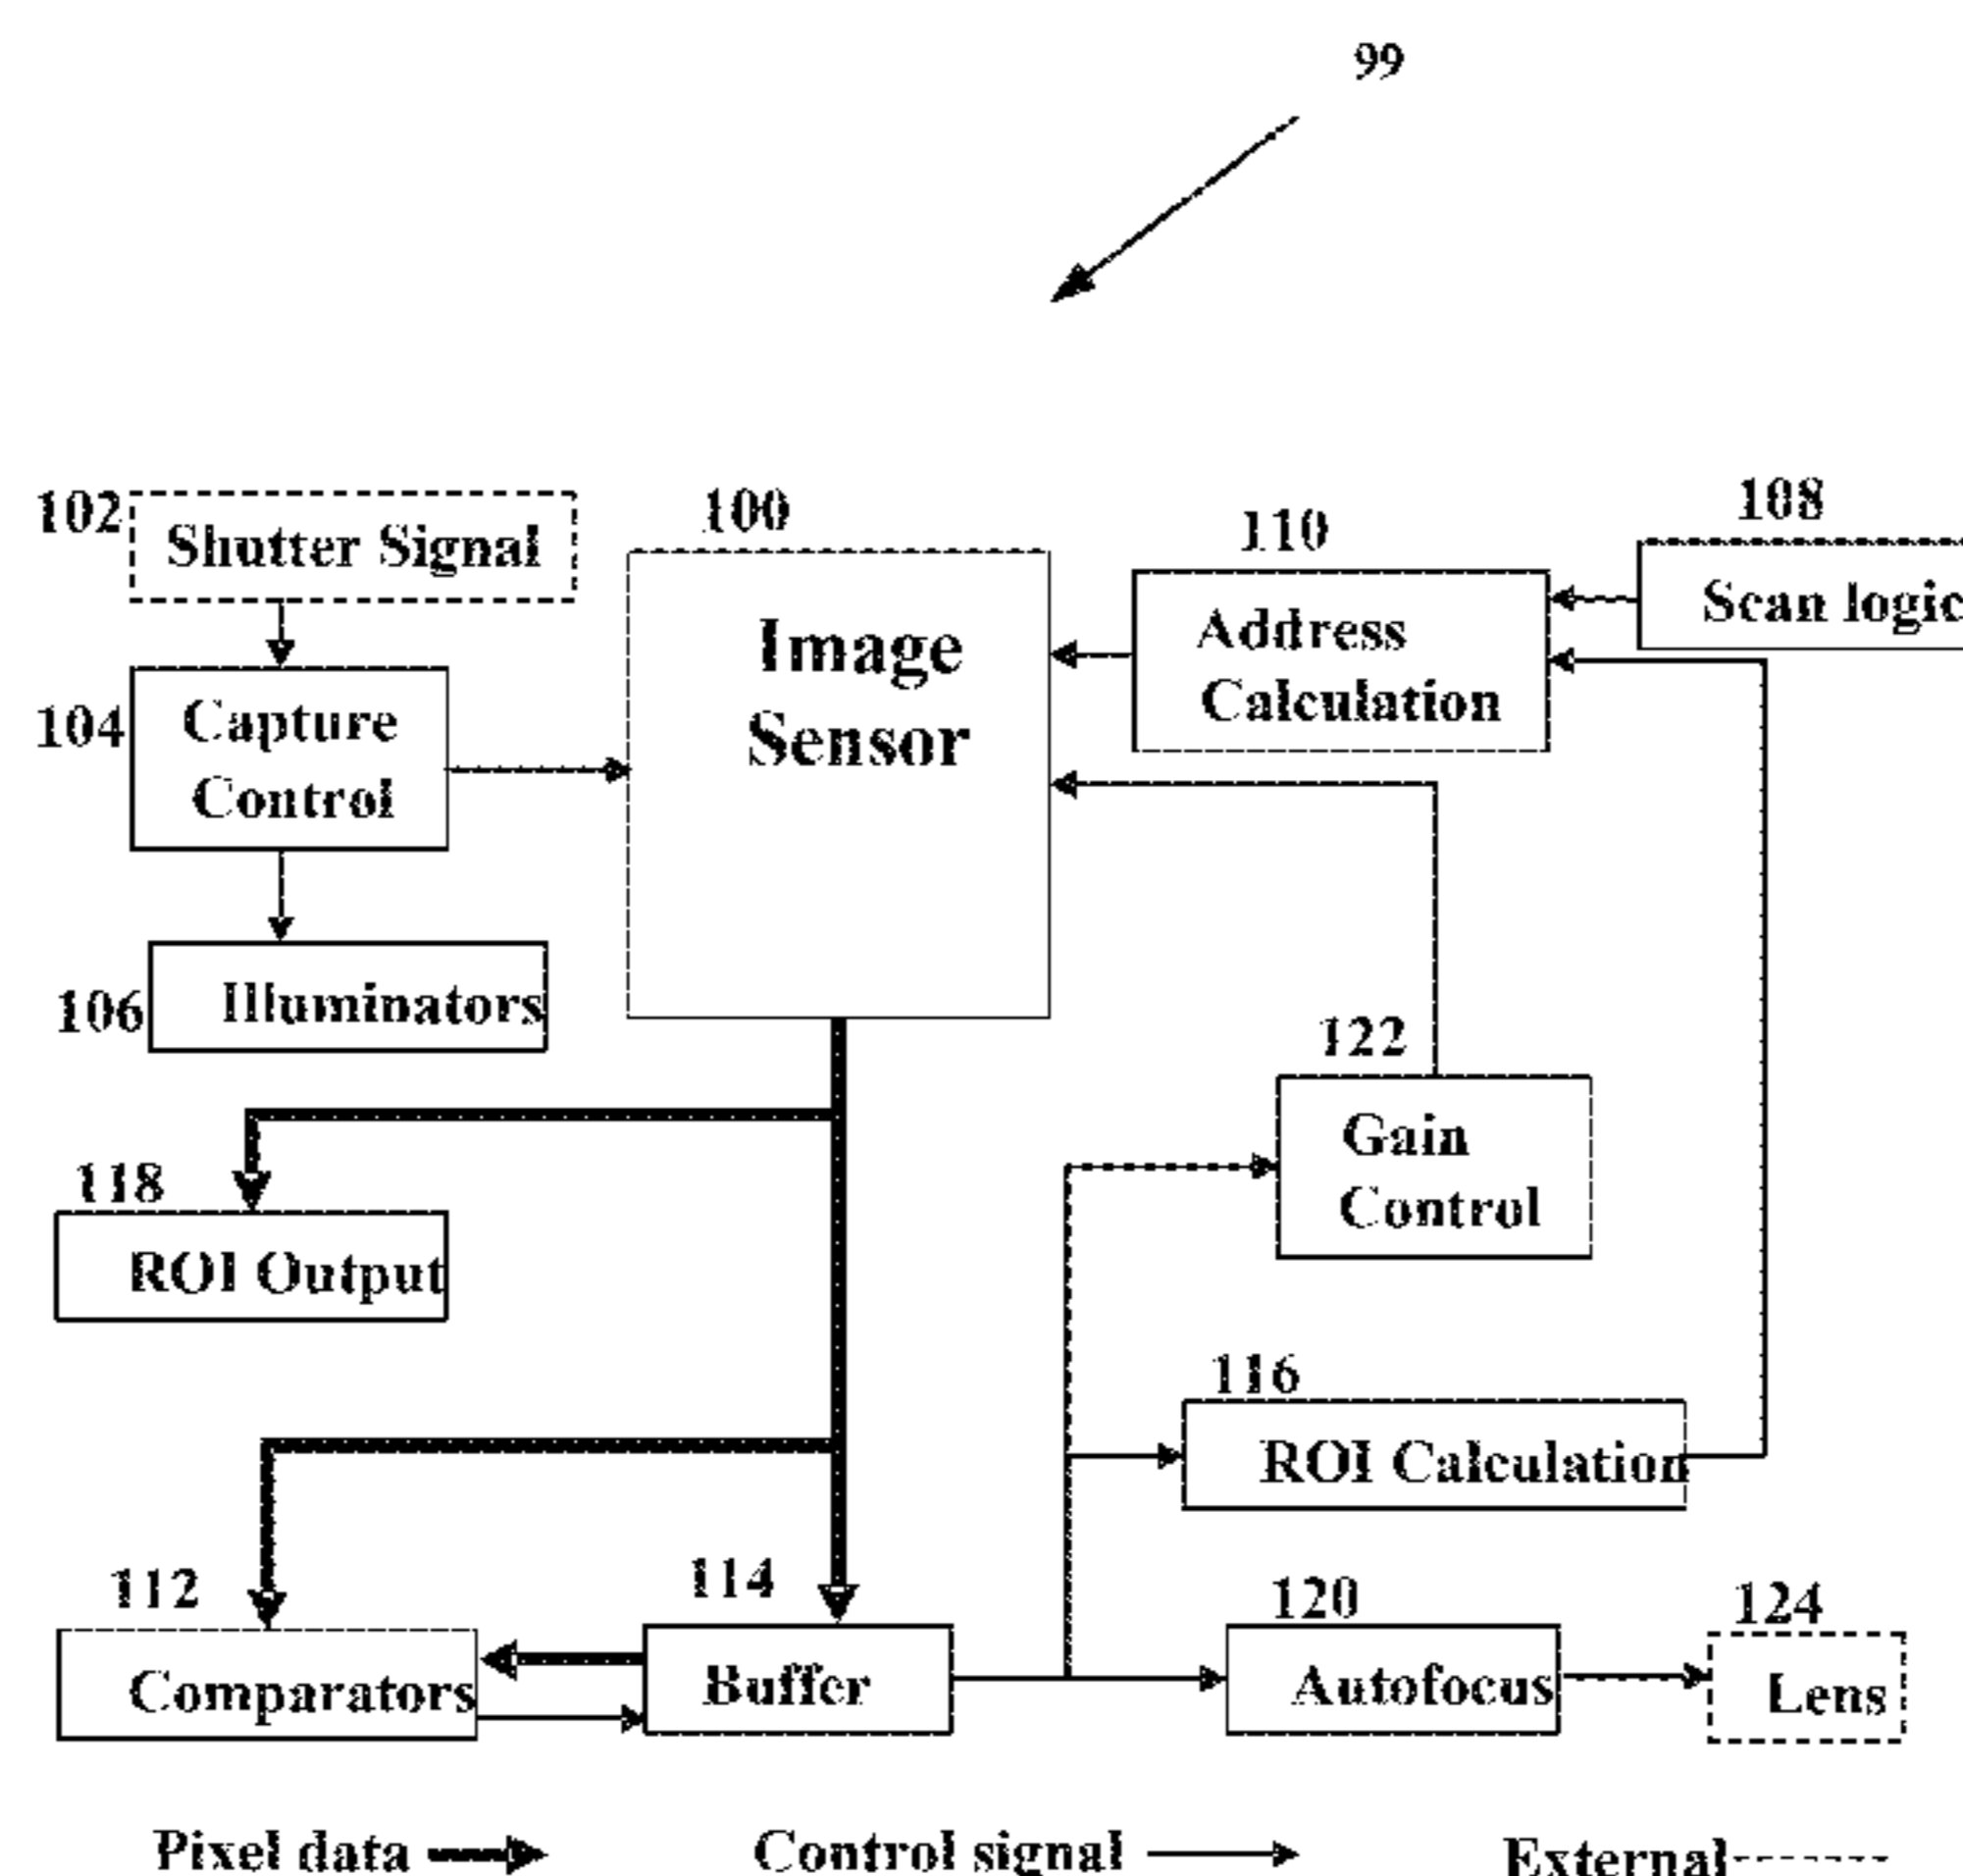 99
102
Shutter Signal
100
Image
Sensor
110
Address
Calculation
108
Scan logic
104
Capture
Control
106
Illuminators
122
Gain
Control
118
ROI Output
116
ROI Calculation
112
Comparators
114
Buffer
120
Autofocus
124
Lens
Pixel data
Control signal
External